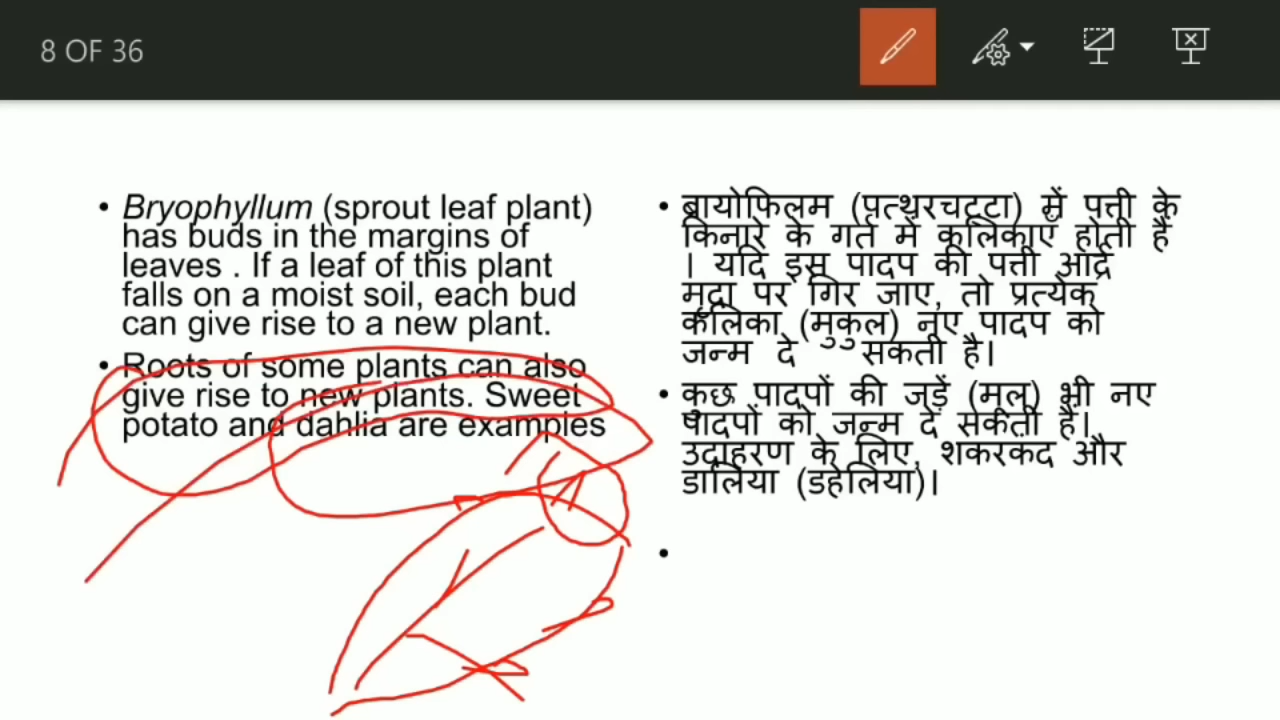 8 OF 36
• Bryophyllum (sprout leaf plant)
has buds in the margins of
leaves . If a leaf of this plant
falls on a moist soil, each bud
can give rise to a new plant.
• Roots of some plants can also
give rise to new plants. Sweet
potato and dahlia are examples
• ब्रायोफिलम (पत्थरचट्टा) में पत्ती के
किनारे के गर्त में कलिकाएँ होती हैं
। यदि इस पादप की पत्ती आर्द्र
मृदा पर गिर जाए, तो प्रत्येक
कलिका (मुकुल) नए पादप को
जन्म दे सकती है।
• कुछ पादपों की जड़ें (मूल) भी नए
पादपों को जन्म दे सकती हैं।
उदाहरण के लिए, शकरकंद और
डालिया (डहेलिया)।
•